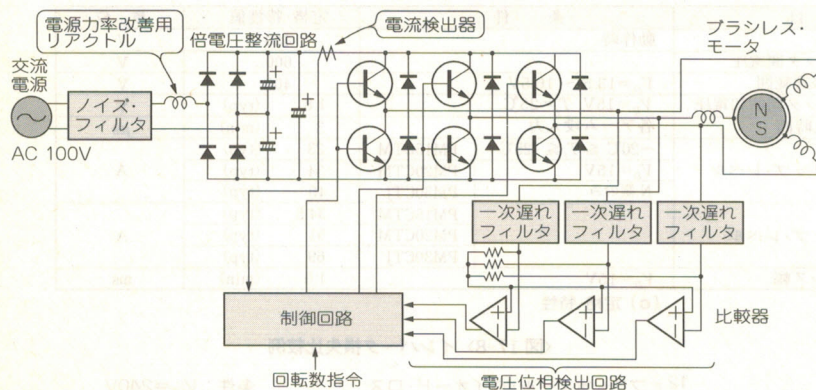 電源力率改善用
リアクトル
倍電圧整流回路
電流検出器
ブラシレス・
モータ
交流
電源
ノイズ・
フィルタ
AC 100V
N
S
一次遅れ
フィルタ
一次遅れ
フィルタ
一次遅れ
フィルタ
制御回路
比較器
回転数指令
電圧位相検出回路